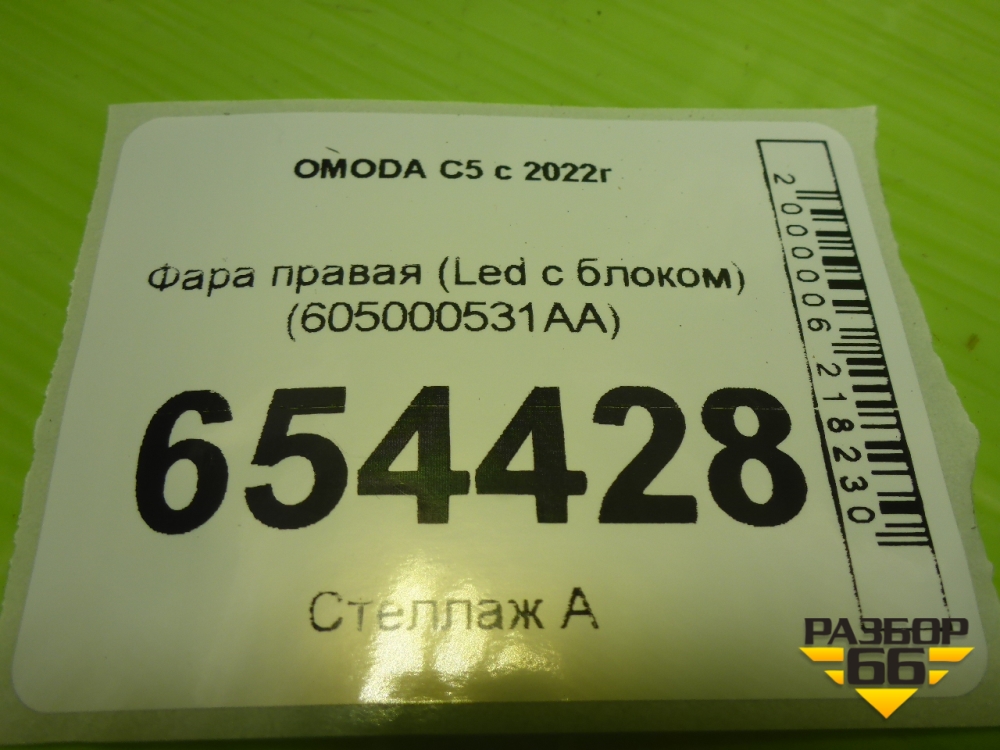 OMODA C5 с 2022г
Фара правая (Led с блоком)
(605000531AA)
654428
Стеллаж А
2000006218230
РАЗБОР
66